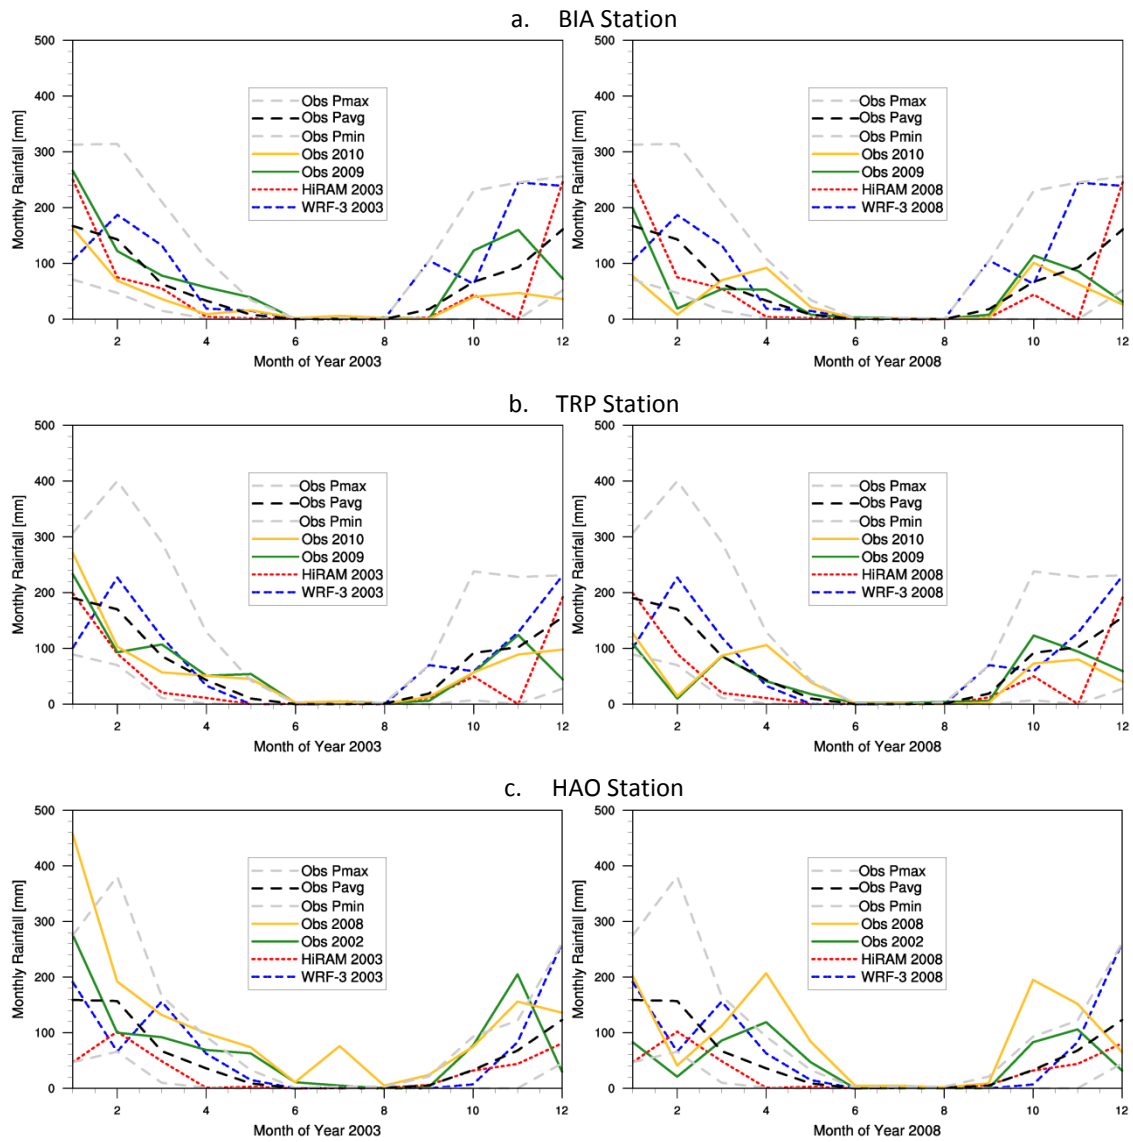 a. BIA Station
500
400
300
200
100
0
Monthly Rainfall [mm]
Obs Pmax
Obs Pavg
Obs Pmin
Obs 2010
Obs 2009
HiRAM 2003
WRF-3 2003
2 4 6 8 10 12
Month of Year 2003
500
400
300
200
100
0
Monthly Rainfall [mm]
Obs Pmax
Obs Pavg
Obs Pmin
Obs 2010
Obs 2009
HiRAM 2008
WRF-3 2008
2 4 6 8 10 12
Month of Year 2008
b. TRP Station
500
400
300
200
100
0
Monthly Rainfall [mm]
Obs Pmax
Obs Pavg
Obs Pmin
Obs 2010
Obs 2009
HiRAM 2003
WRF-3 2003
2 4 6 8 10 12
Month of Year 2003
500
400
300
200
100
0
Monthly Rainfall [mm]
Obs Pmax
Obs Pavg
Obs Pmin
Obs 2010
Obs 2009
HiRAM 2008
WRF-3 2008
2 4 6 8 10 12
Month of Year 2008
c. HAO Station
500
400
300
200
100
0
Monthly Rainfall [mm]
Obs Pmax
Obs Pavg
Obs Pmin
Obs 2008
Obs 2002
HiRAM 2003
WRF-3 2003
2 4 6 8 10 12
Month of Year 2003
500
400
300
200
100
0
Monthly Rainfall [mm]
Obs Pmax
Obs Pavg
Obs Pmin
Obs 2008
Obs 2002
HiRAM 2008
WRF-3 2008
2 4 6 8 10 12
Month of Year 2008